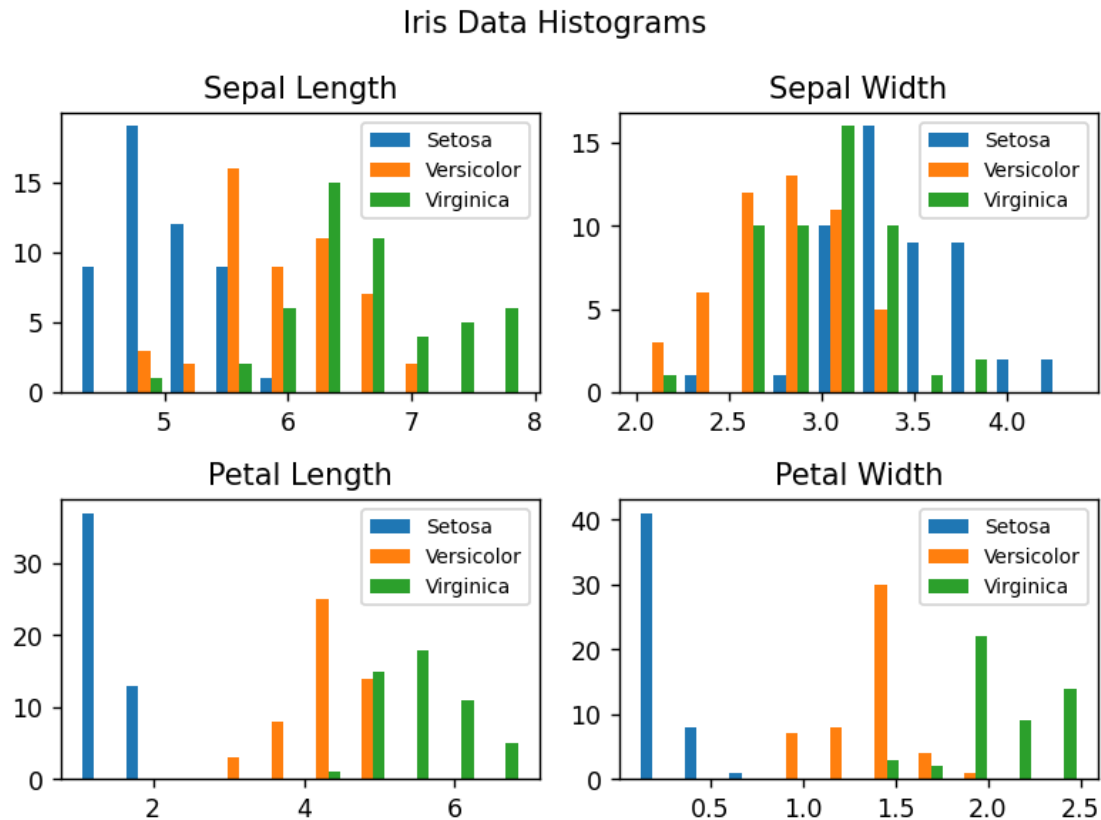 Iris Data Histograms
Sepal Length
Setosa
Versicolor
Virginica
15
10
5
0
5 6 7 8
Sepal Width
Setosa
Versicolor
Virginica
15
10
5
0
2.0 2.5 3.0 3.5 4.0
Petal Length
Setosa
Versicolor
Virginica
30
20
10
0
2 4 6
Petal Width
Setosa
Versicolor
Virginica
40
30
20
10
0
0.5 1.0 1.5 2.0 2.5